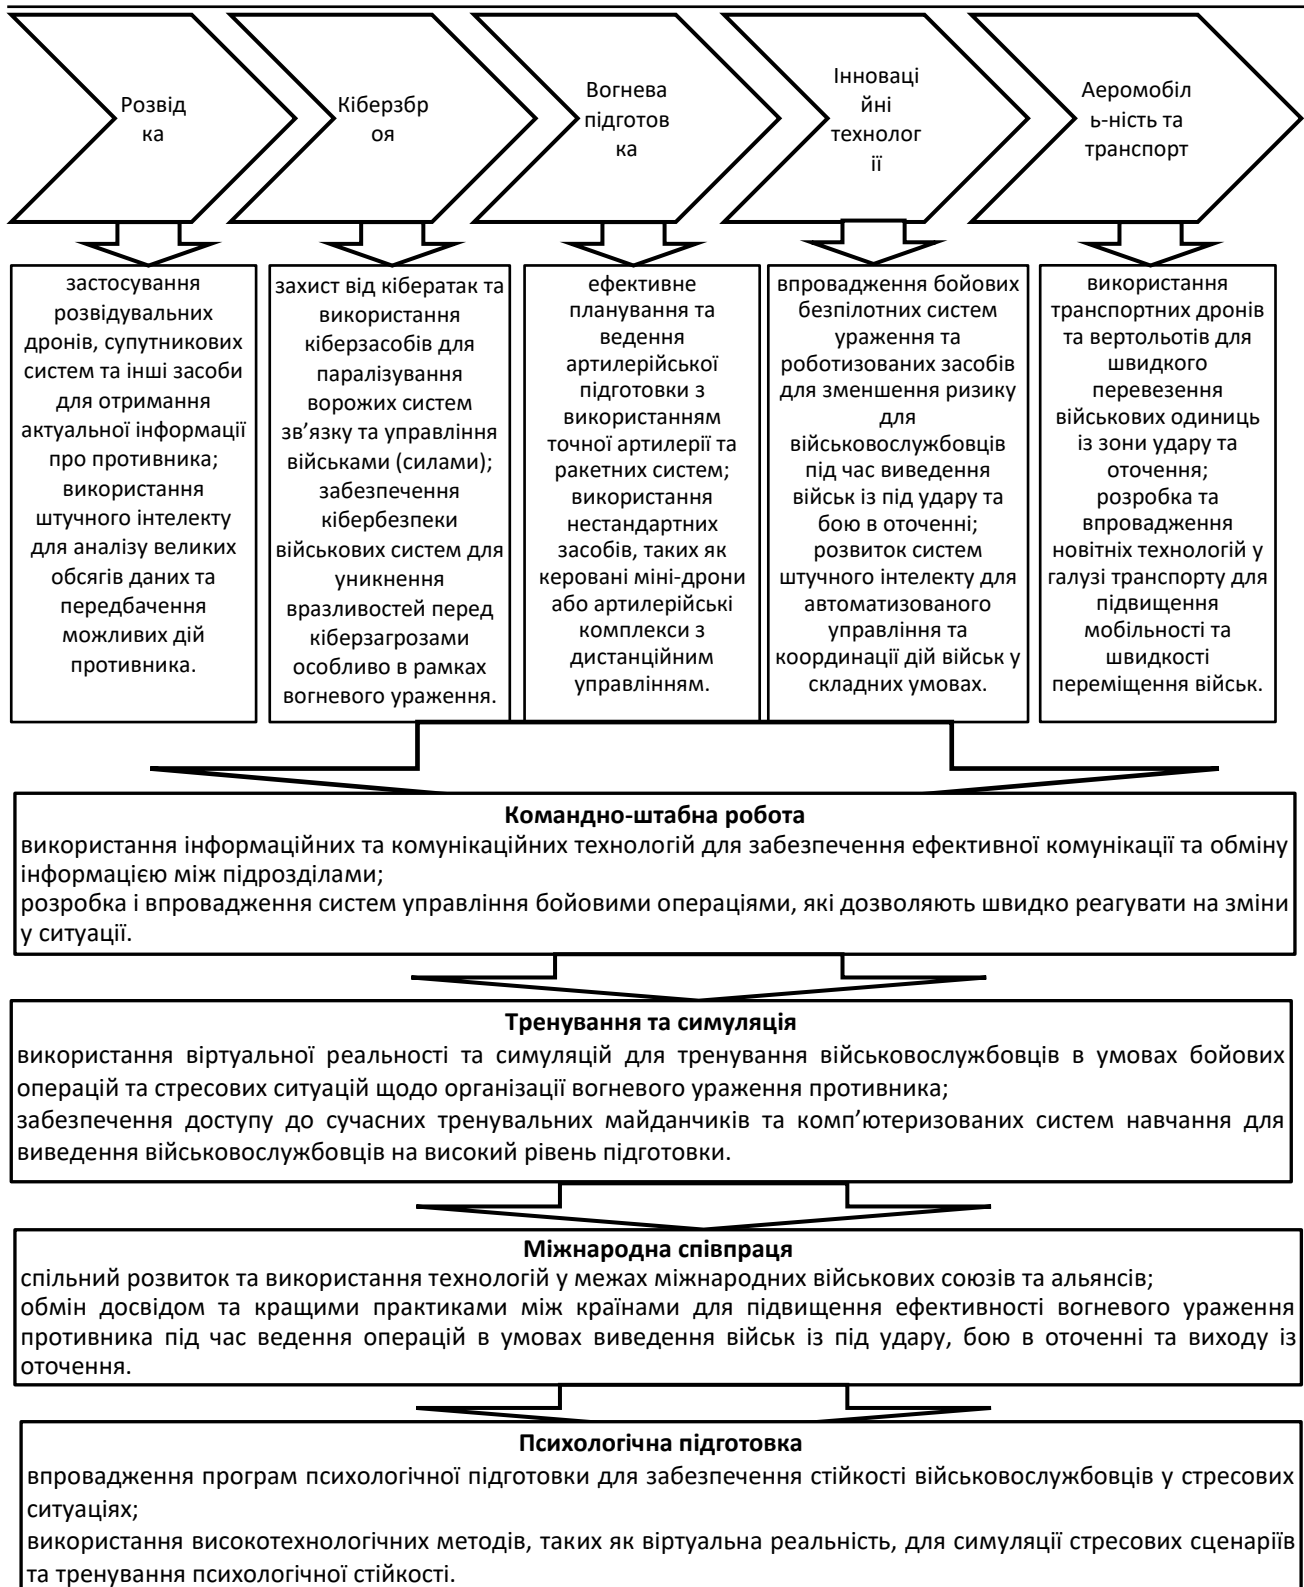 Розвід
ка
Кіберзбр
оя
Вогнева
підготов
ка
Інноваці
йні
технолог
ії
Аеромобіл
ь-ність та
транспорт
застосування
розвідувальних
дронів, супутникових
систем та інші засоби
для отримання
актуальної інформації
про противника;
використання
штучного інтелекту
для аналізу великих
обсягів даних та
передбачення
можливих дій
противника.
захист від кібератак та
використання
кіберзасобів для
паралізування
ворожих систем
зв’язку та управління
військами (силами);
забезпечення
кібербезпеки
військових систем для
уникнення
вразливостей перед
кіберзагрозами
особливо в рамках
вогневого ураження.
ефективне
планування та
ведення
артилерійської
підготовки з
використанням
точної артилерії та
ракетних систем;
використання
нестандартних
засобів, таких як
керовані міні-дрони
або артилерійські
комплекси з
дистанційним
управлінням.
впровадження бойових
безпілотних систем
ураження та
роботизованих засобів
для зменшення ризику
для
військовослужбовців
під час виведення
військ із під удару та
бою в оточенні;
розвиток систем
штучного інтелекту для
автоматизованого
управління та
координації дій військ у
складних умовах.
використання
транспортних дронів
та вертольотів для
швидкого
перевезення
військових одиниць
із зони удару та
оточення;
розробка та
впровадження
новітніх технологій у
галузі транспорту для
підвищення
мобільності та
швидкості
переміщення військ.
Командно-штабна робота
використання інформаційних та комунікаційних технологій для забезпечення ефективної комунікації та обміну
інформацією між підрозділами;
розробка і впровадження систем управління бойовими операціями, які дозволяють швидко реагувати на зміни
у ситуації.
Тренування та симуляція
використання віртуальної реальності та симуляцій для тренування військовослужбовців в умовах бойових
операцій та стресових ситуацій щодо організації вогневого ураження противника;
забезпечення доступу до сучасних тренувальних майданчиків та комп’ютеризованих систем навчання для
виведення військовослужбовців на високий рівень підготовки.
Міжнародна співпраця
спільний розвиток та використання технологій у межах міжнародних військових союзів та альянсів;
обмін досвідом та кращими практиками між країнами для підвищення ефективності вогневого ураження
противника під час ведення операцій в умовах виведення військ із під удару, бою в оточенні та виходу із
оточення.
Психологічна підготовка
впровадження програм психологічної підготовки для забезпечення стійкості військовослужбовців у стресових
ситуаціях;
використання високотехнологічних методів, таких як віртуальна реальність, для симуляції стресових сценаріїв
та тренування психологічної стійкості.